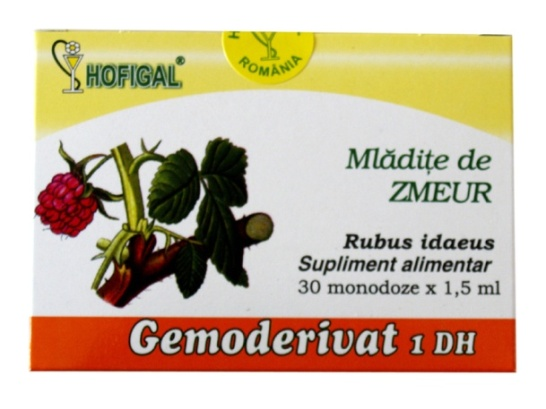 HOFIGAL®
ROMÂNIA
Mlădițe de
ZMEUR
Rubus idaeus
Supliment alimentar
30 monodoze x 1,5 ml
Gemoderivat 1 DH